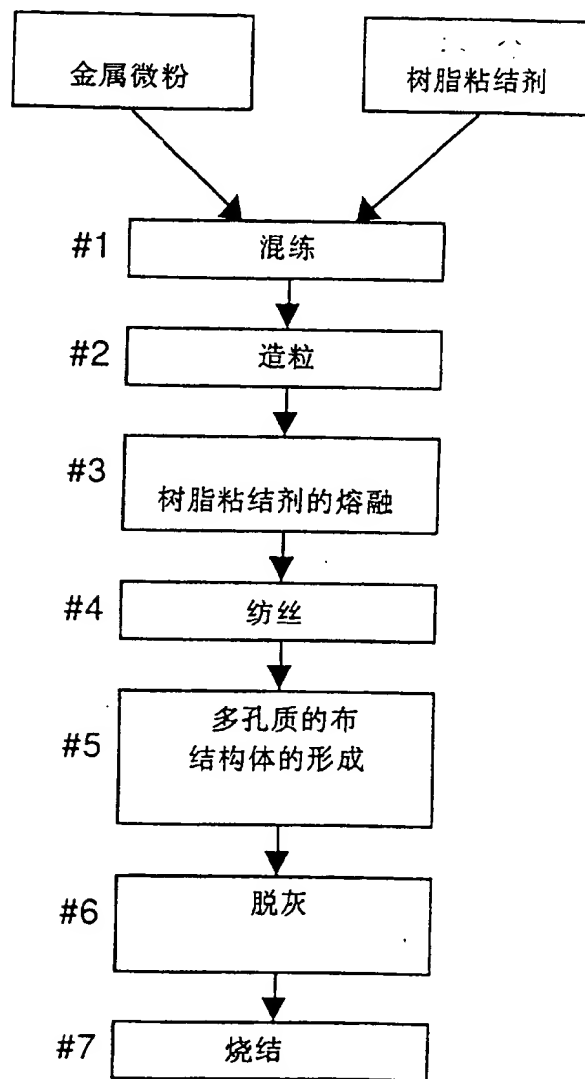 金属微粉
树脂粘结剂
#1 混练
#2 造粒
#3 树脂粘结剂的熔融
#4 纺丝
#5 多孔质的布
结构体的形成
#6 脱灰
#7 烧结